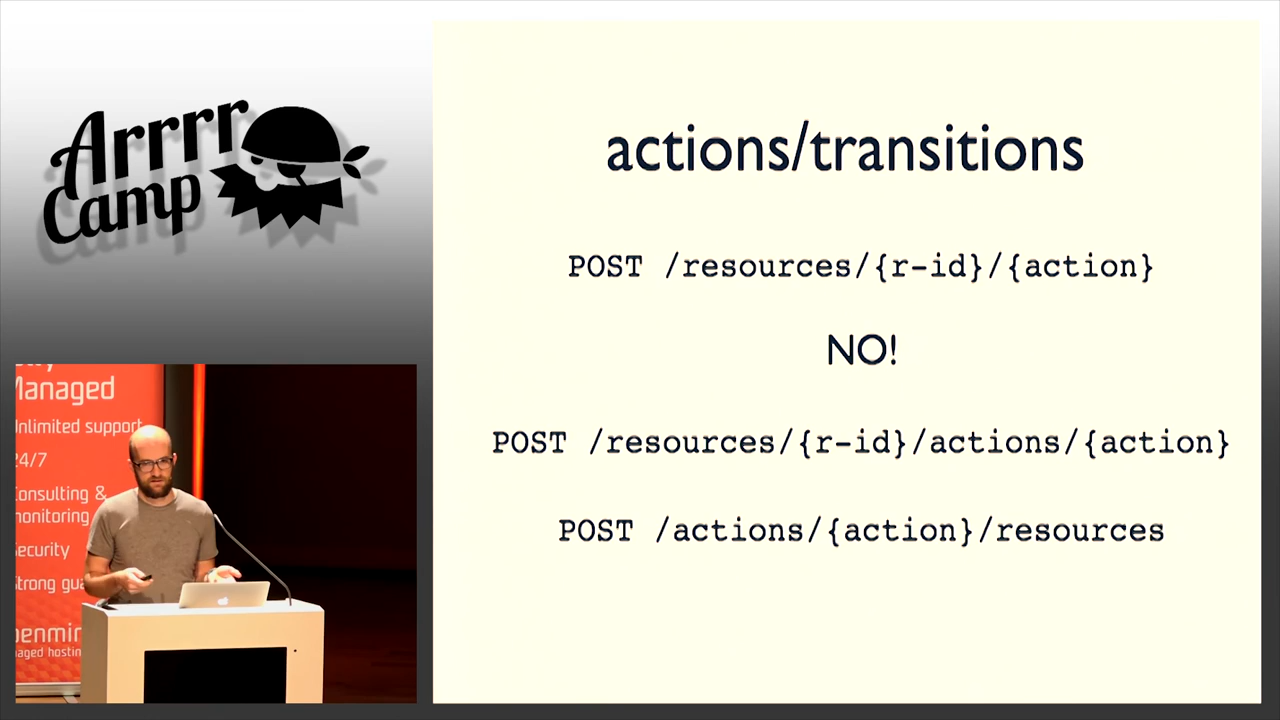 Arrrr
Camp
actions/transitions
POST /resources/{r-id}/{action}
NO!
POST /resources/{r-id}/actions/{action}
POST /actions/{action}/resources
Managed
Unlimited support
24/7
Consulting &
monitoring
Security
Strong